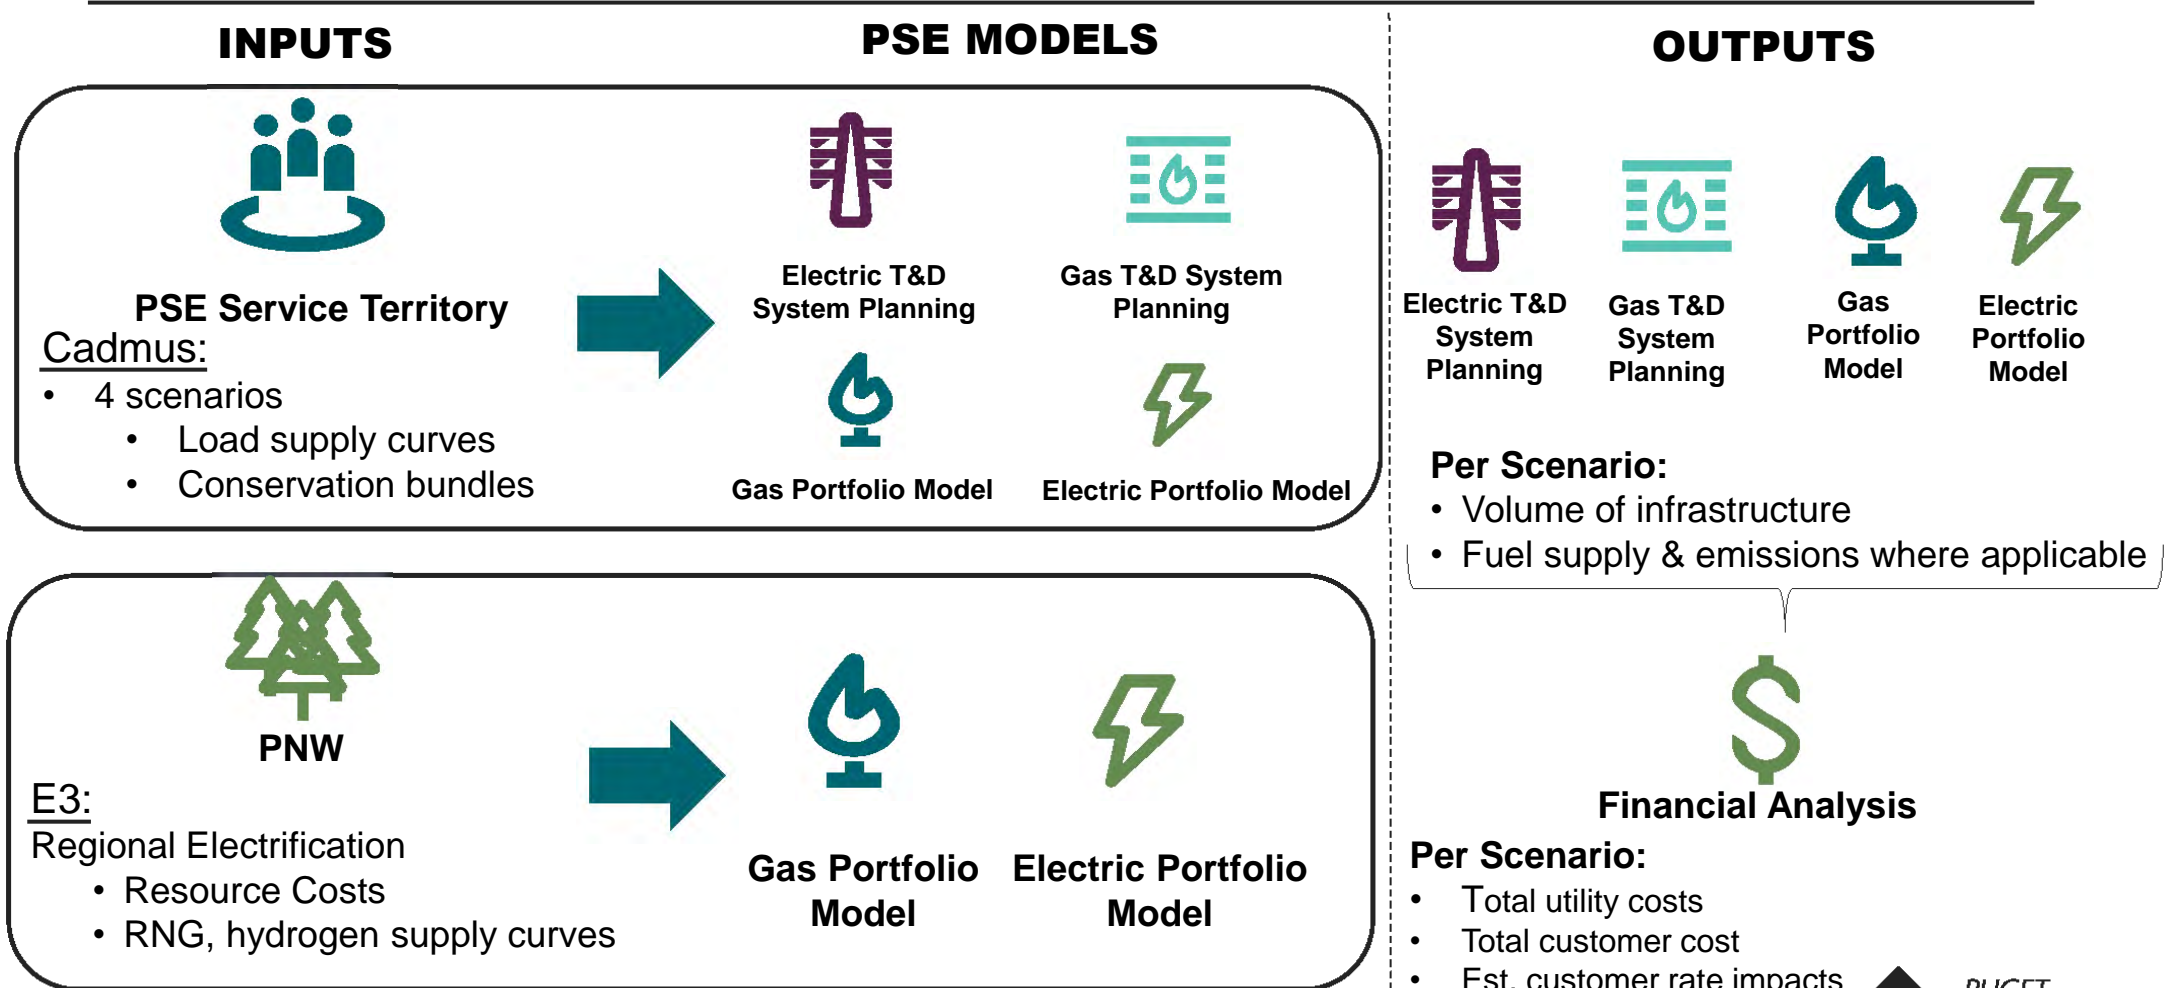 INPUTS
PSE MODELS
OUTPUTS
PSE Service Territory
Cadmus:
• 4 scenarios
• Load supply curves
• Conservation bundles
Electric T&D
System Planning
Gas T&D System
Planning
Gas Portfolio Model
Electric Portfolio Model
PNW
E3:
Regional Electrification
• Resource Costs
• RNG, hydrogen supply curves
Gas Portfolio
Model
Electric Portfolio
Model
Electric T&D
System
Planning
Gas T&D
System
Planning
Gas
Portfolio
Model
Electric
Portfolio
Model
Per Scenario:
• Volume of infrastructure
• Fuel supply & emissions where applicable
Financial Analysis
Per Scenario:
• Total utility costs
• Total customer cost
• Est. customer rate impacts
PUGET